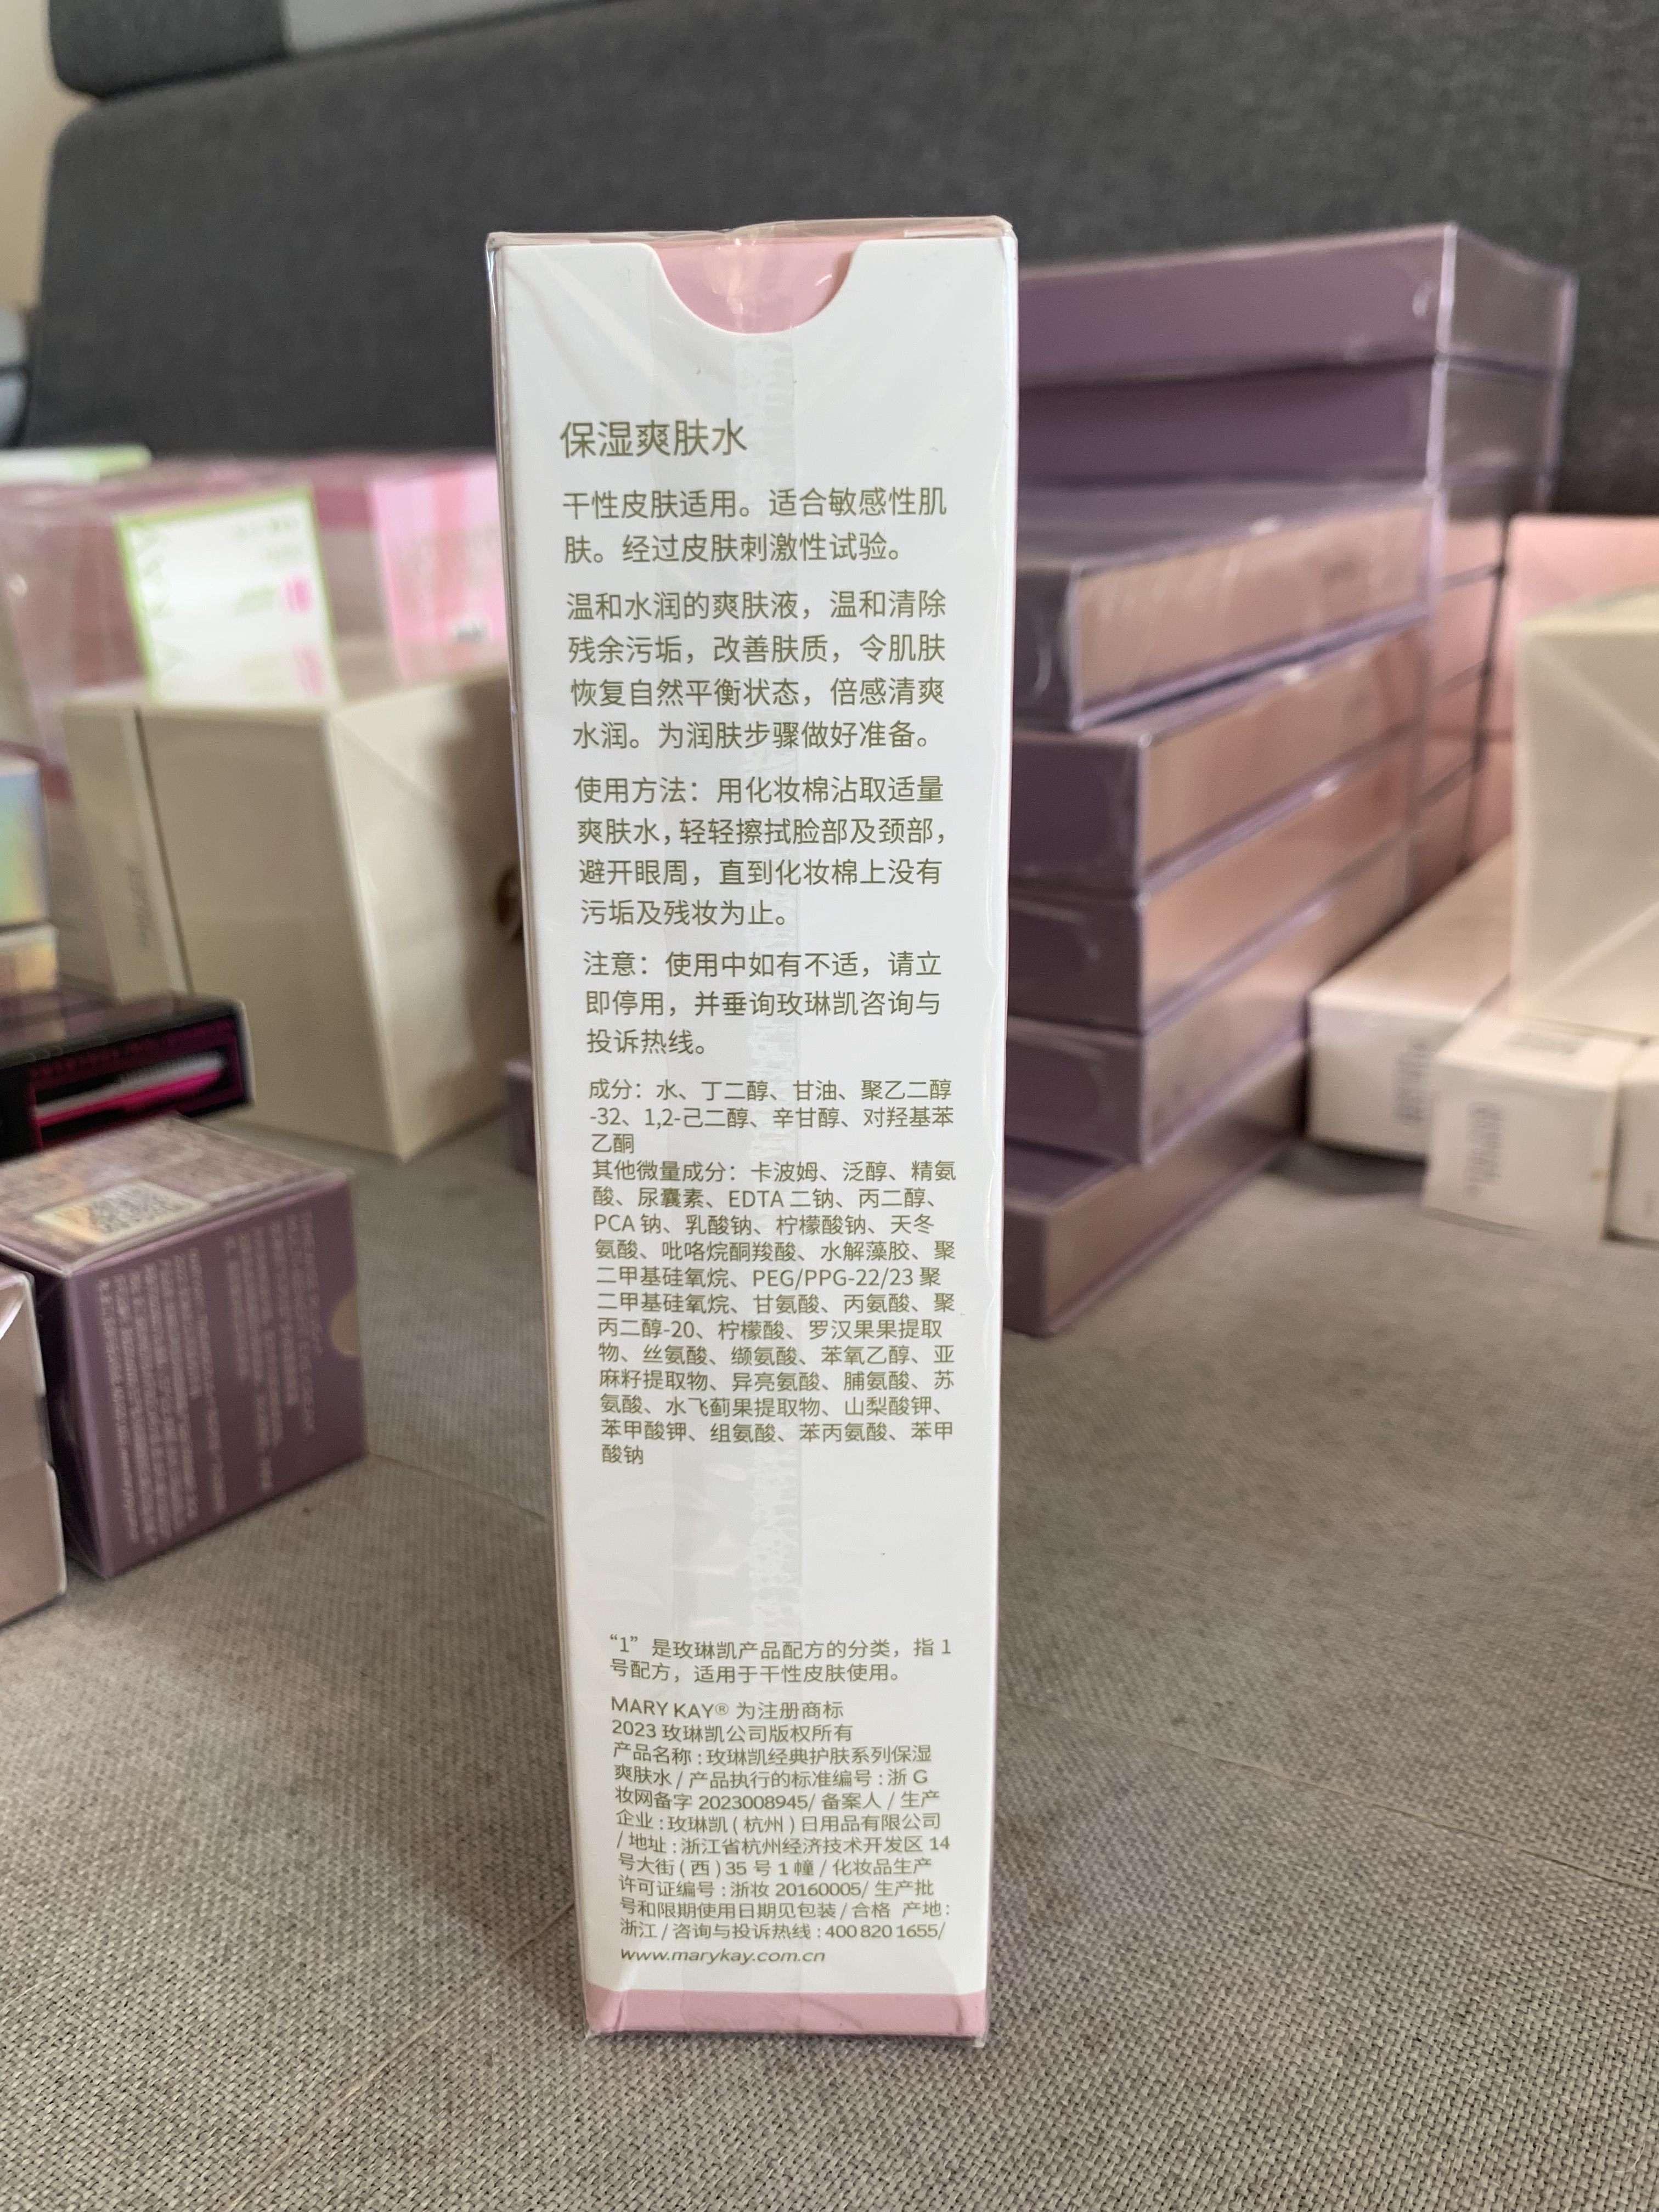 保湿爽肤水
干性皮肤适用。适合敏感性肌
肤。经过皮肤刺激性试验。
温和水润的爽肤液，温和清除
残余污垢，改善肤质，令肌肤
恢复自然平衡状态，倍感清爽
水润。为润肤步骤做好准备。
使用方法：用化妆棉沾取适量
爽肤水，轻轻擦拭脸部及颈部，
避开眼周，直到化妆棉上没有
污垢及残妆为止。
注意：使用中如有不适，请立
即停用，并垂询玫琳凯咨询与
投诉热线。
成分：水、丁二醇、甘油、聚乙二醇
-32、1,2-己二醇、辛甘醇、对羟基苯
乙酮
其他微量成分：卡波姆、泛醇、精氨
酸、尿囊素、EDTA 二钠、丙二醇、
PCA 钠、乳酸钠、柠檬酸钠、天冬
氨酸、吡咯烷酮羧酸、水解藻胶、聚
二甲基硅氧烷、PEG/PPG-22/23 聚
二甲基硅氧烷、甘氨酸、丙氨酸、聚
丙二醇-20、柠檬酸、罗汉果果提取
物、丝氨酸、缬氨酸、苯氧乙醇、亚
麻籽提取物、异亮氨酸、脯氨酸、苏
氨酸、水飞蓟果提取物、山梨酸钾、
苯甲酸钾、组氨酸、苯丙氨酸、苯甲
酸钠
“1”是玫琳凯产品配方的分类，指 1
号配方，适用于干性皮肤使用。
MARY KAY® 为注册商标
2023 玫琳凯公司版权所有
产品名称 : 玫琳凯经典护肤系列保湿
爽肤水 / 产品执行的标准编号 : 浙 G
妆网备字 2023008945/ 备案人 / 生产
企业 : 玫琳凯 ( 杭州 ) 日用品有限公司
/ 地址 : 浙江省杭州经济技术开发区 14
号大街 ( 西 ) 35 号 1 幢 / 化妆品生产
许可证编号 : 浙妆 20160005/ 生产批
号和限期使用日期见包装 / 合格 产地 :
浙江 / 咨询与投诉热线 : 400 820 1655/
www.marykay.com.cn